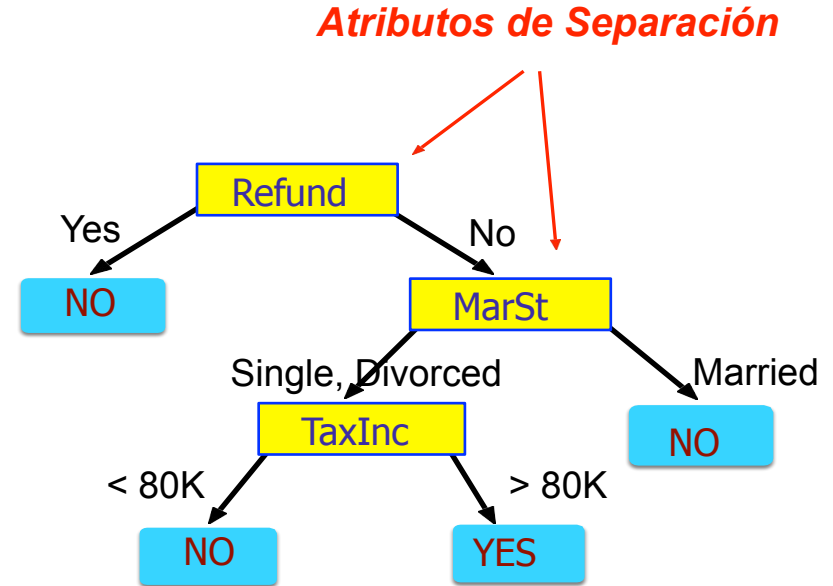 Atributos de Separación
Refund
Yes
No
NO
MarSt
Single, Divorced
Married
TaxInc
NO
< 80K
> 80K
NO
YES